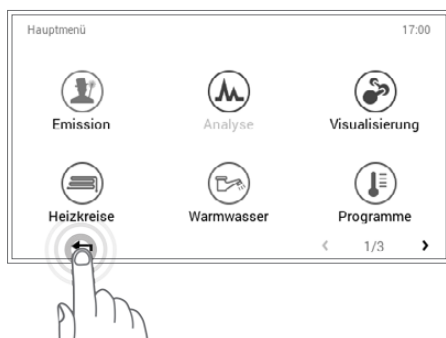 Hauptmenü 17:00
Emission Analyse Visualisierung
Heizkreise Warmwasser Programme
1/3